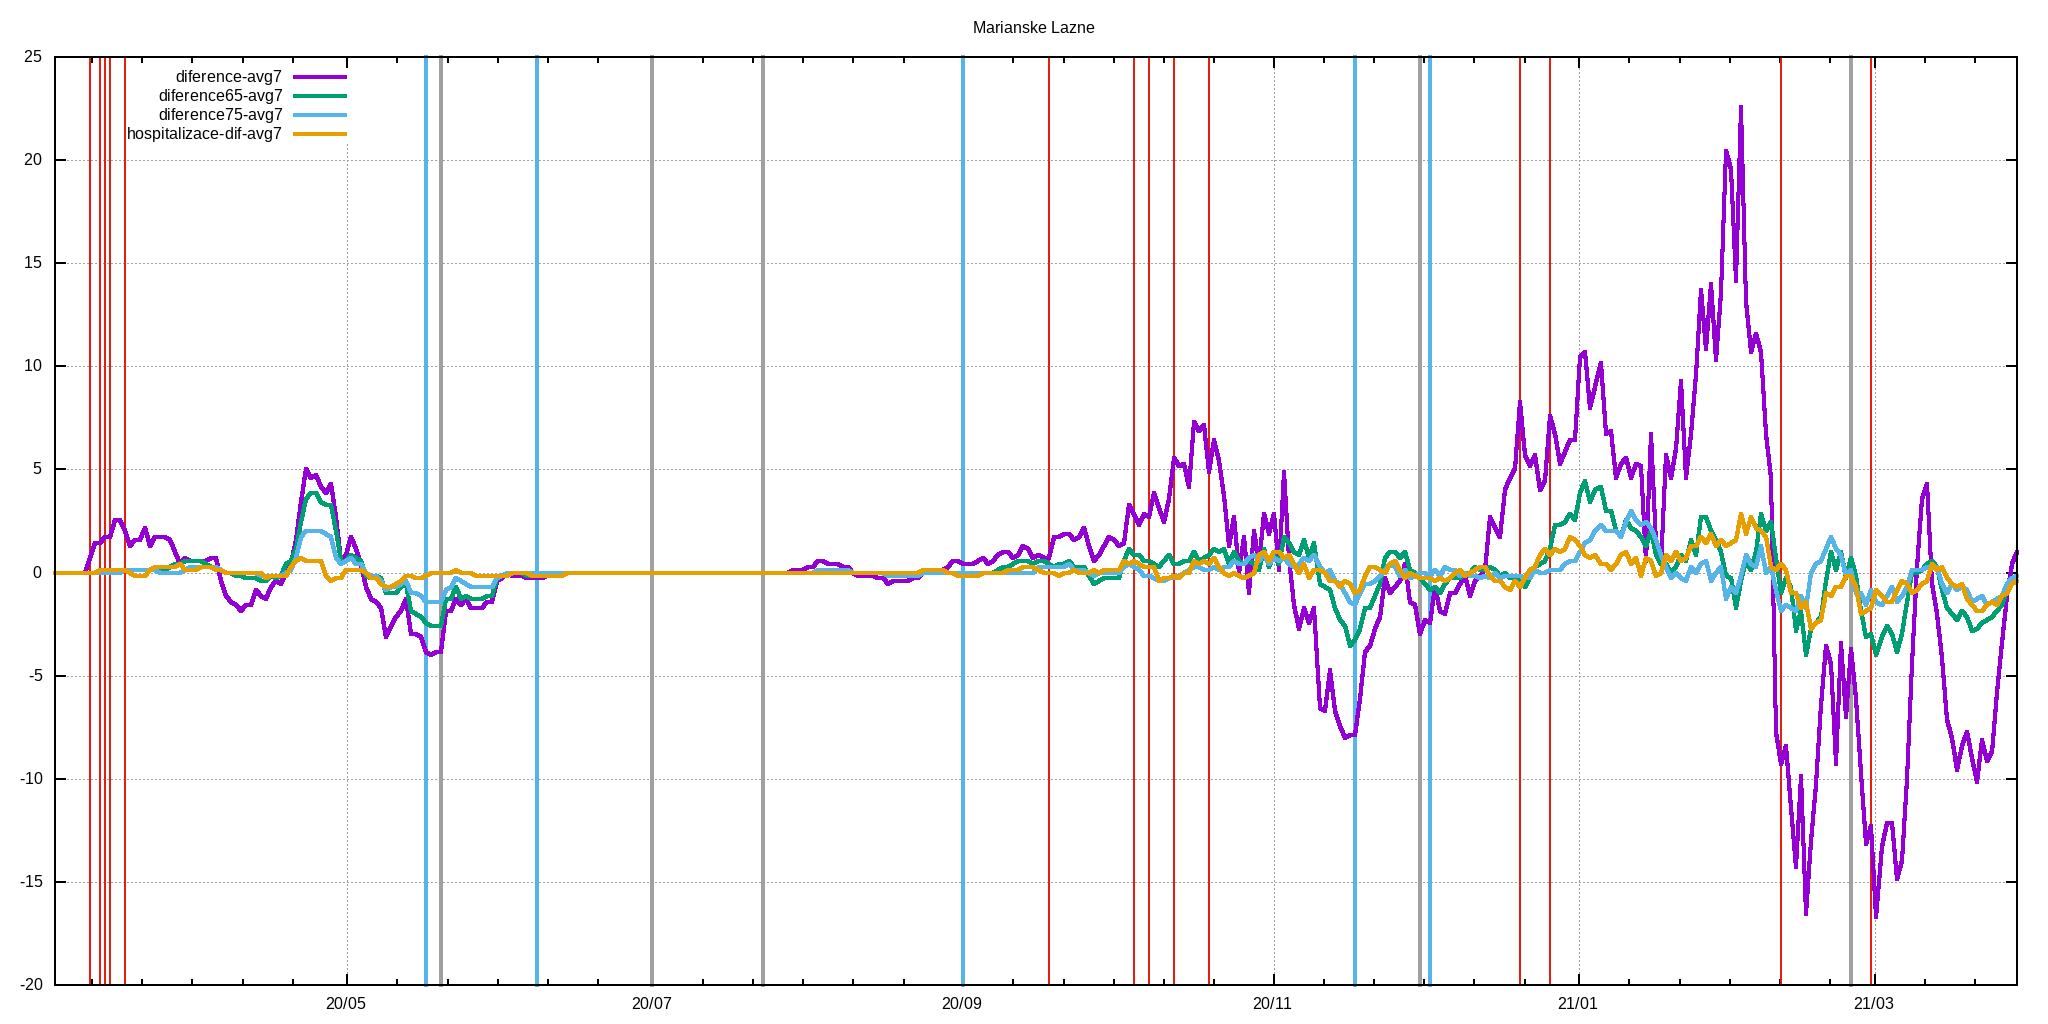 Marianske Lazne
25
20
15
10
5
0
-5
-10
-15
-20
diference-avg7
diference65-avg7
diference75-avg7
hospitalizace-dif-avg7
20/05 20/07 20/09 20/11 21/01 21/03